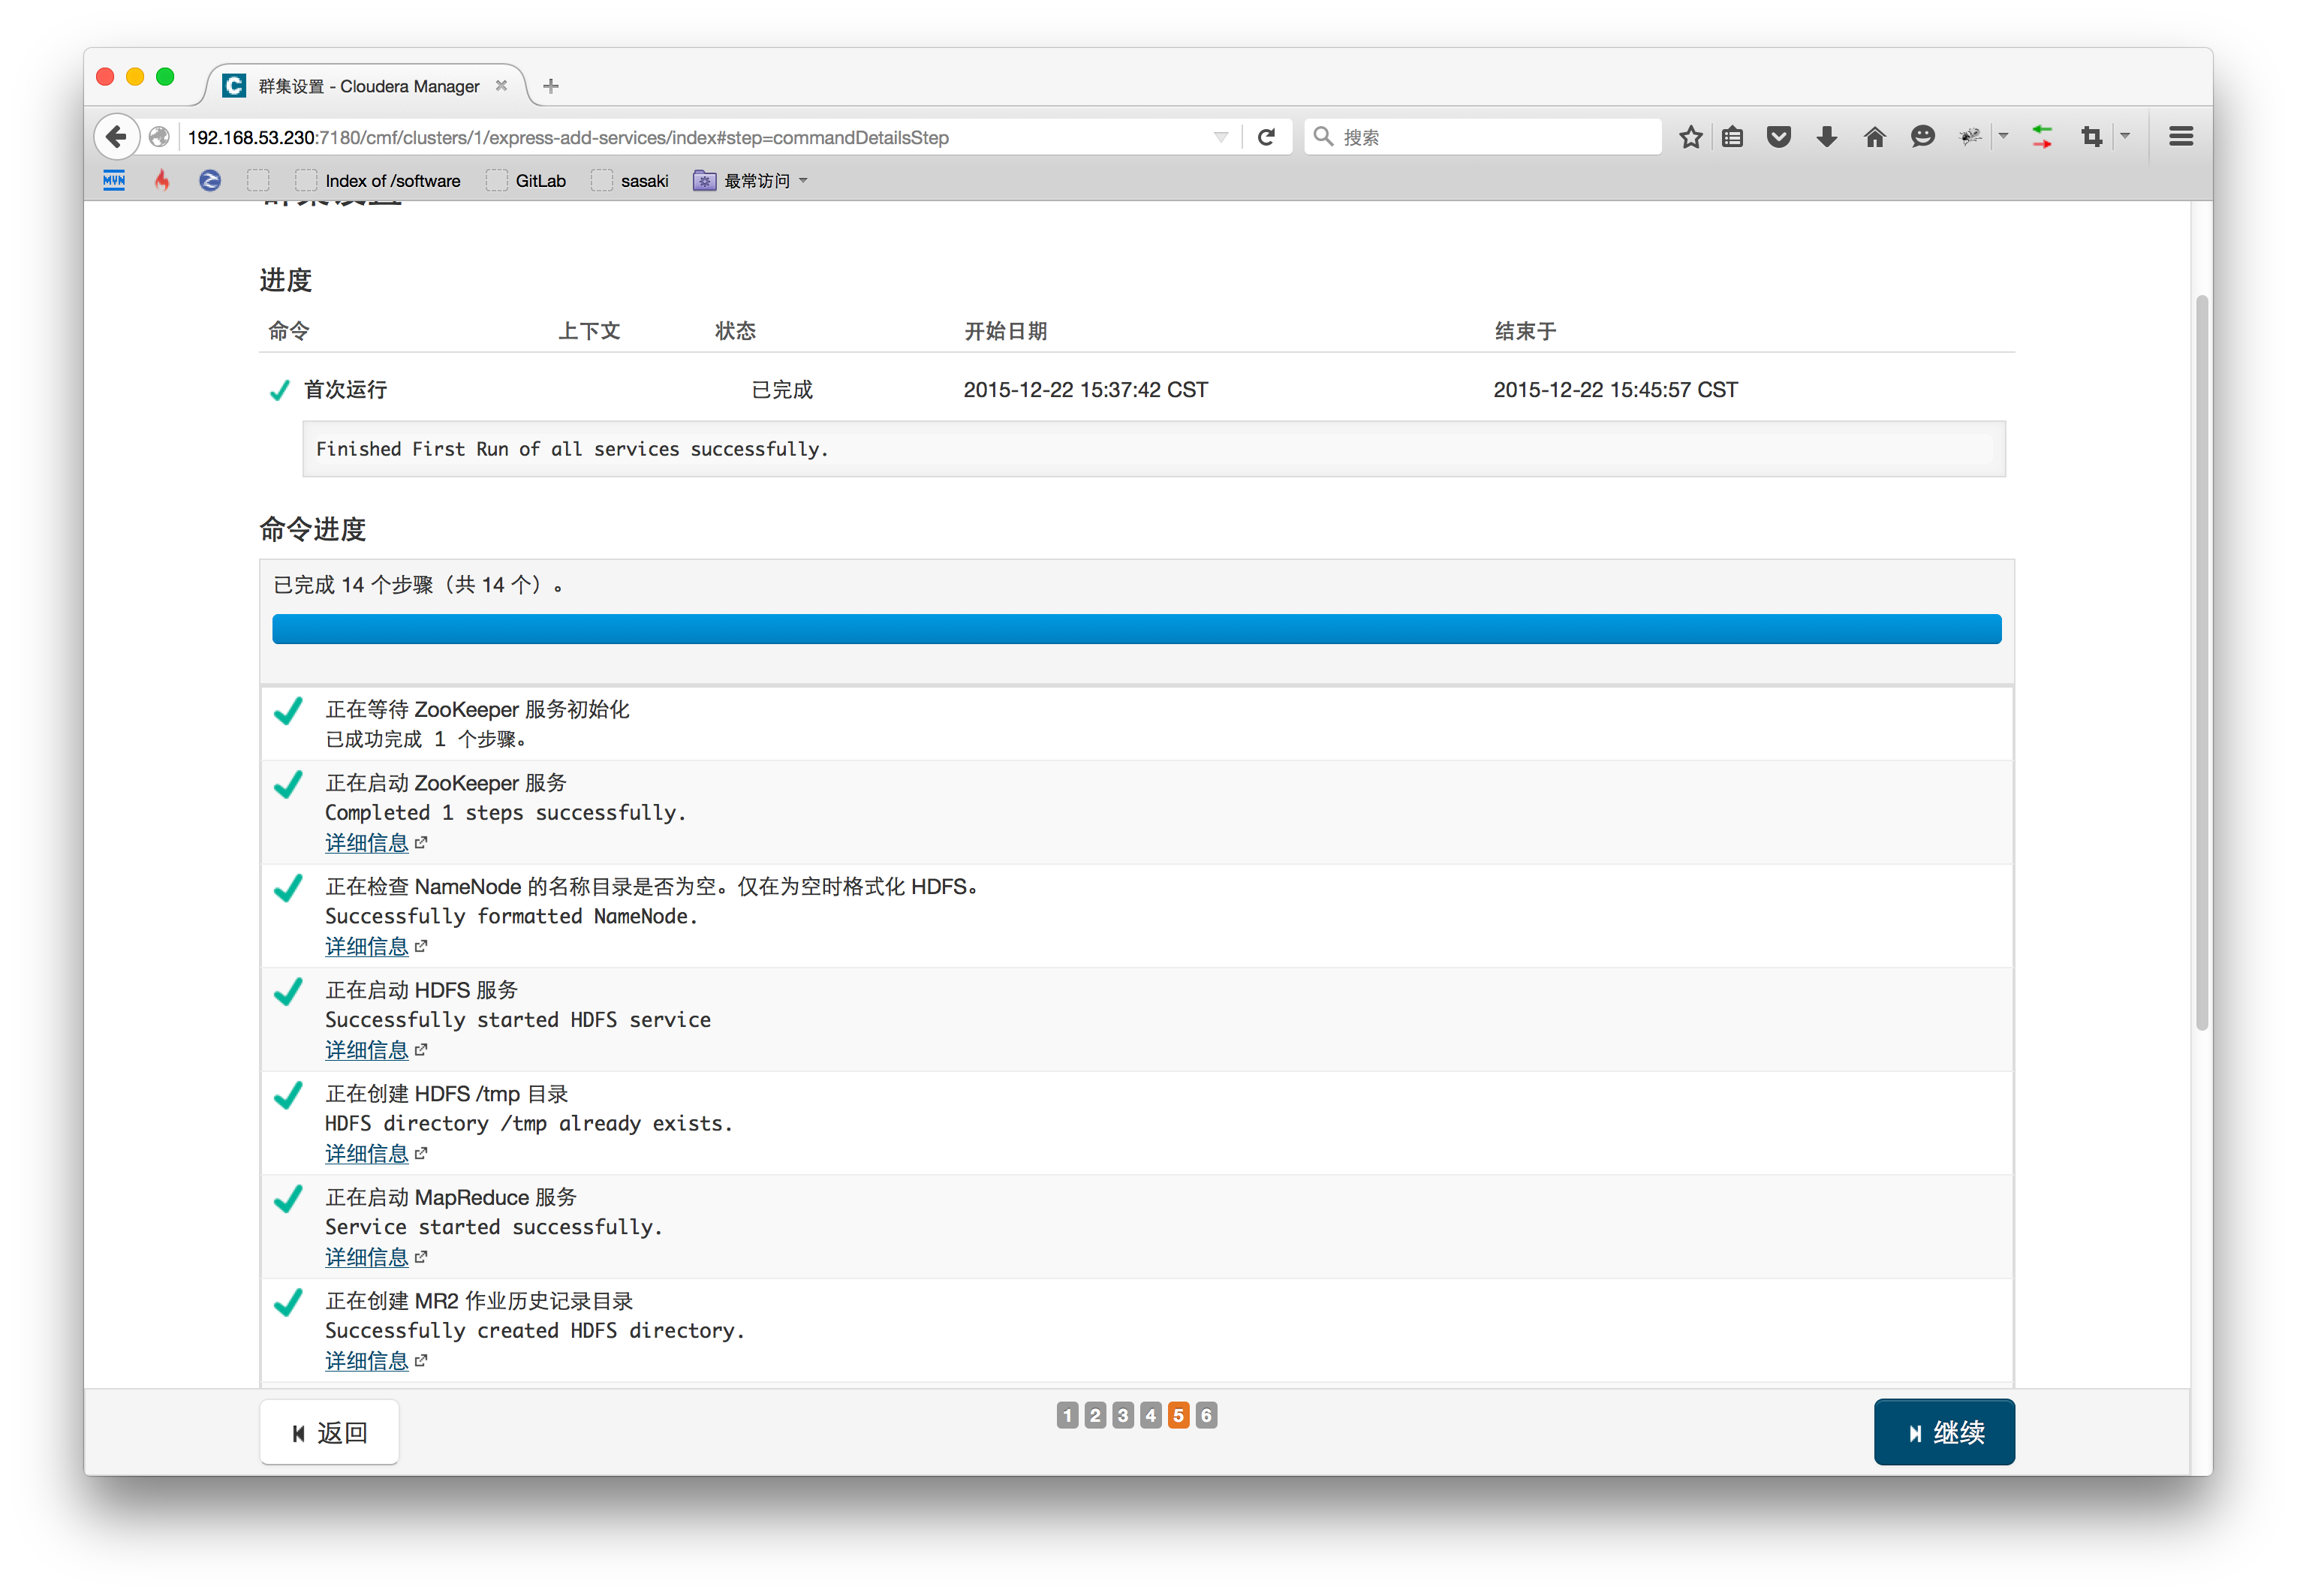 群集设置 - Cloudera Manager
192.168.53.230:7180/cmf/clusters/1/express-add-services/index#step=commandDetailsStep
搜索
MVN
Index of /software
GitLab
sasaki
最常访问
进度
命令 上下文 状态 开始日期 结束于
首次运行 已完成 2015-12-22 15:37:42 CST 2015-12-22 15:45:57 CST
Finished First Run of all services successfully.
命令进度
已完成 14 个步骤（共 14 个）。
正在等待 ZooKeeper 服务初始化
已成功完成 1 个步骤。
正在启动 ZooKeeper 服务
Completed 1 steps successfully.
详细信息
正在检查 NameNode 的名称目录是否为空。仅在为空时格式化 HDFS。
Successfully formatted NameNode.
详细信息
正在启动 HDFS 服务
Successfully started HDFS service
详细信息
正在创建 HDFS /tmp 目录
HDFS directory /tmp already exists.
详细信息
正在启动 MapReduce 服务
Service started successfully.
详细信息
正在创建 MR2 作业历史记录目录
Successfully created HDFS directory.
详细信息
返回
1 2 3 4 5 6
继续